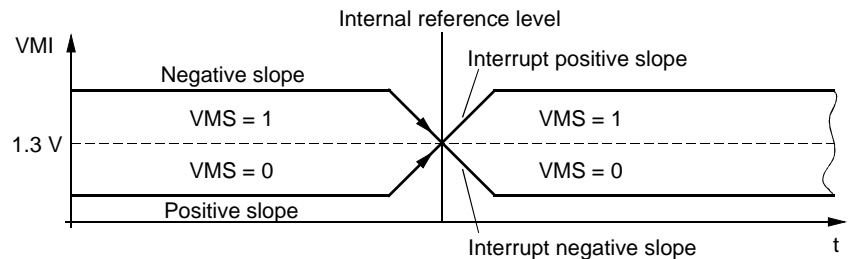 Internal reference level
VMI
Negative slope
Interrupt positive slope
VMS = 1
VMS = 1
1.3 V
VMS = 0
VMS = 0
Positive slope
Interrupt negative slope
t